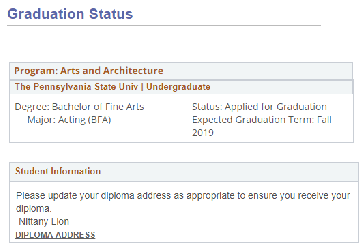 Graduation Status
Program: Arts and Architecture
The Pennsylvania State Univ | Undergraduate
Degree: Bachelor of Fine Arts
Major: Acting (BFA)
Status: Applied for Graduation
Expected Graduation Term: Fall
2019
Student Information
Please update your diploma address as appropriate to ensure you receive your
diploma.
-Nittany Lion
DIPLOMA ADDRESS